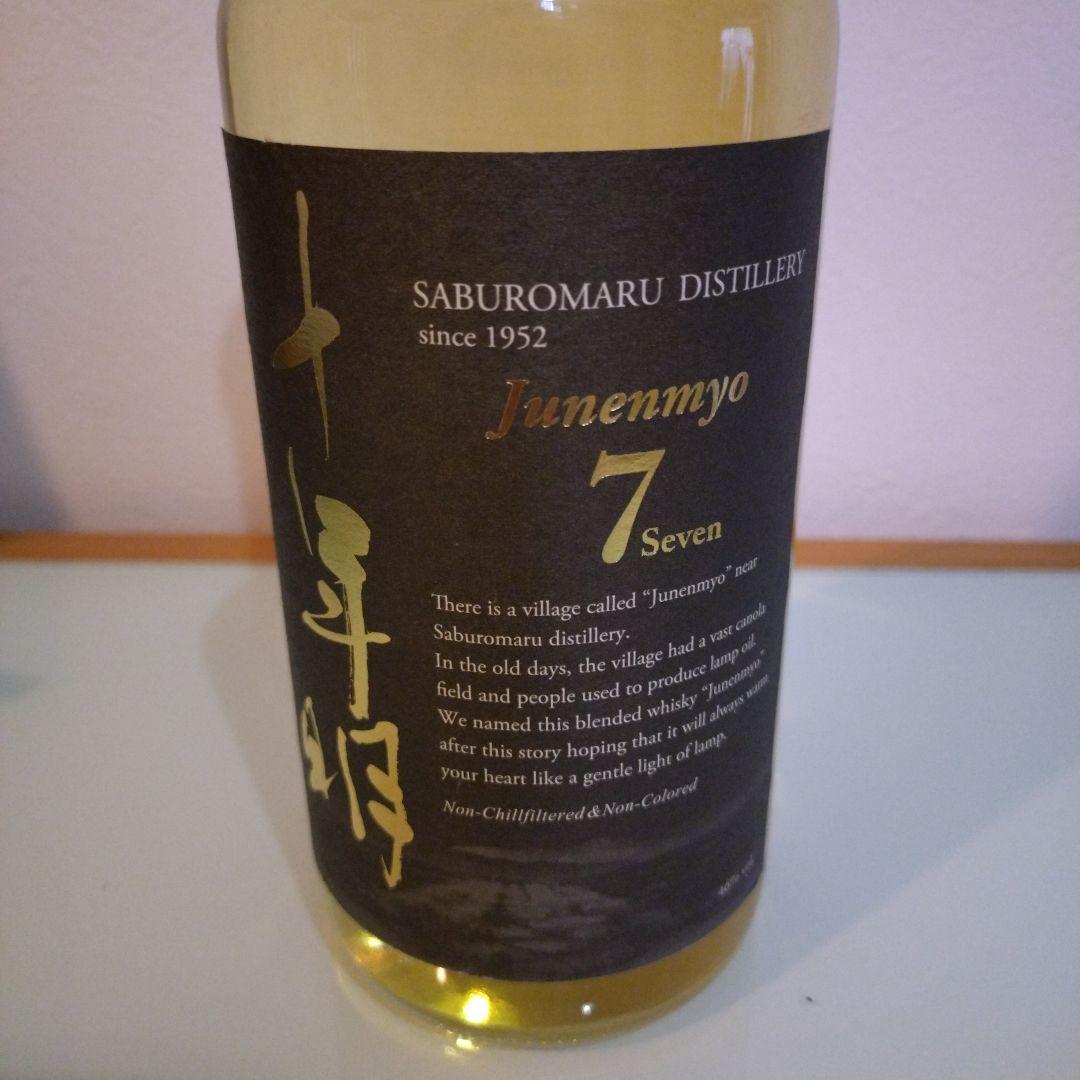 十年明
SABUROMARU DISTILLERY
since 1952
Junenmyo
7 Seven
There is a village called “Junenmyo” near
Saburomaru distillery.
In the old days, the village had a vast canola
field and people used to produce lamp oil.
We named this blended whisky “Junenmyo”
after this story hoping that it will always warm
your heart like a gentle light of lamp.
Non-Chillfiltered & Non-Colored
46%